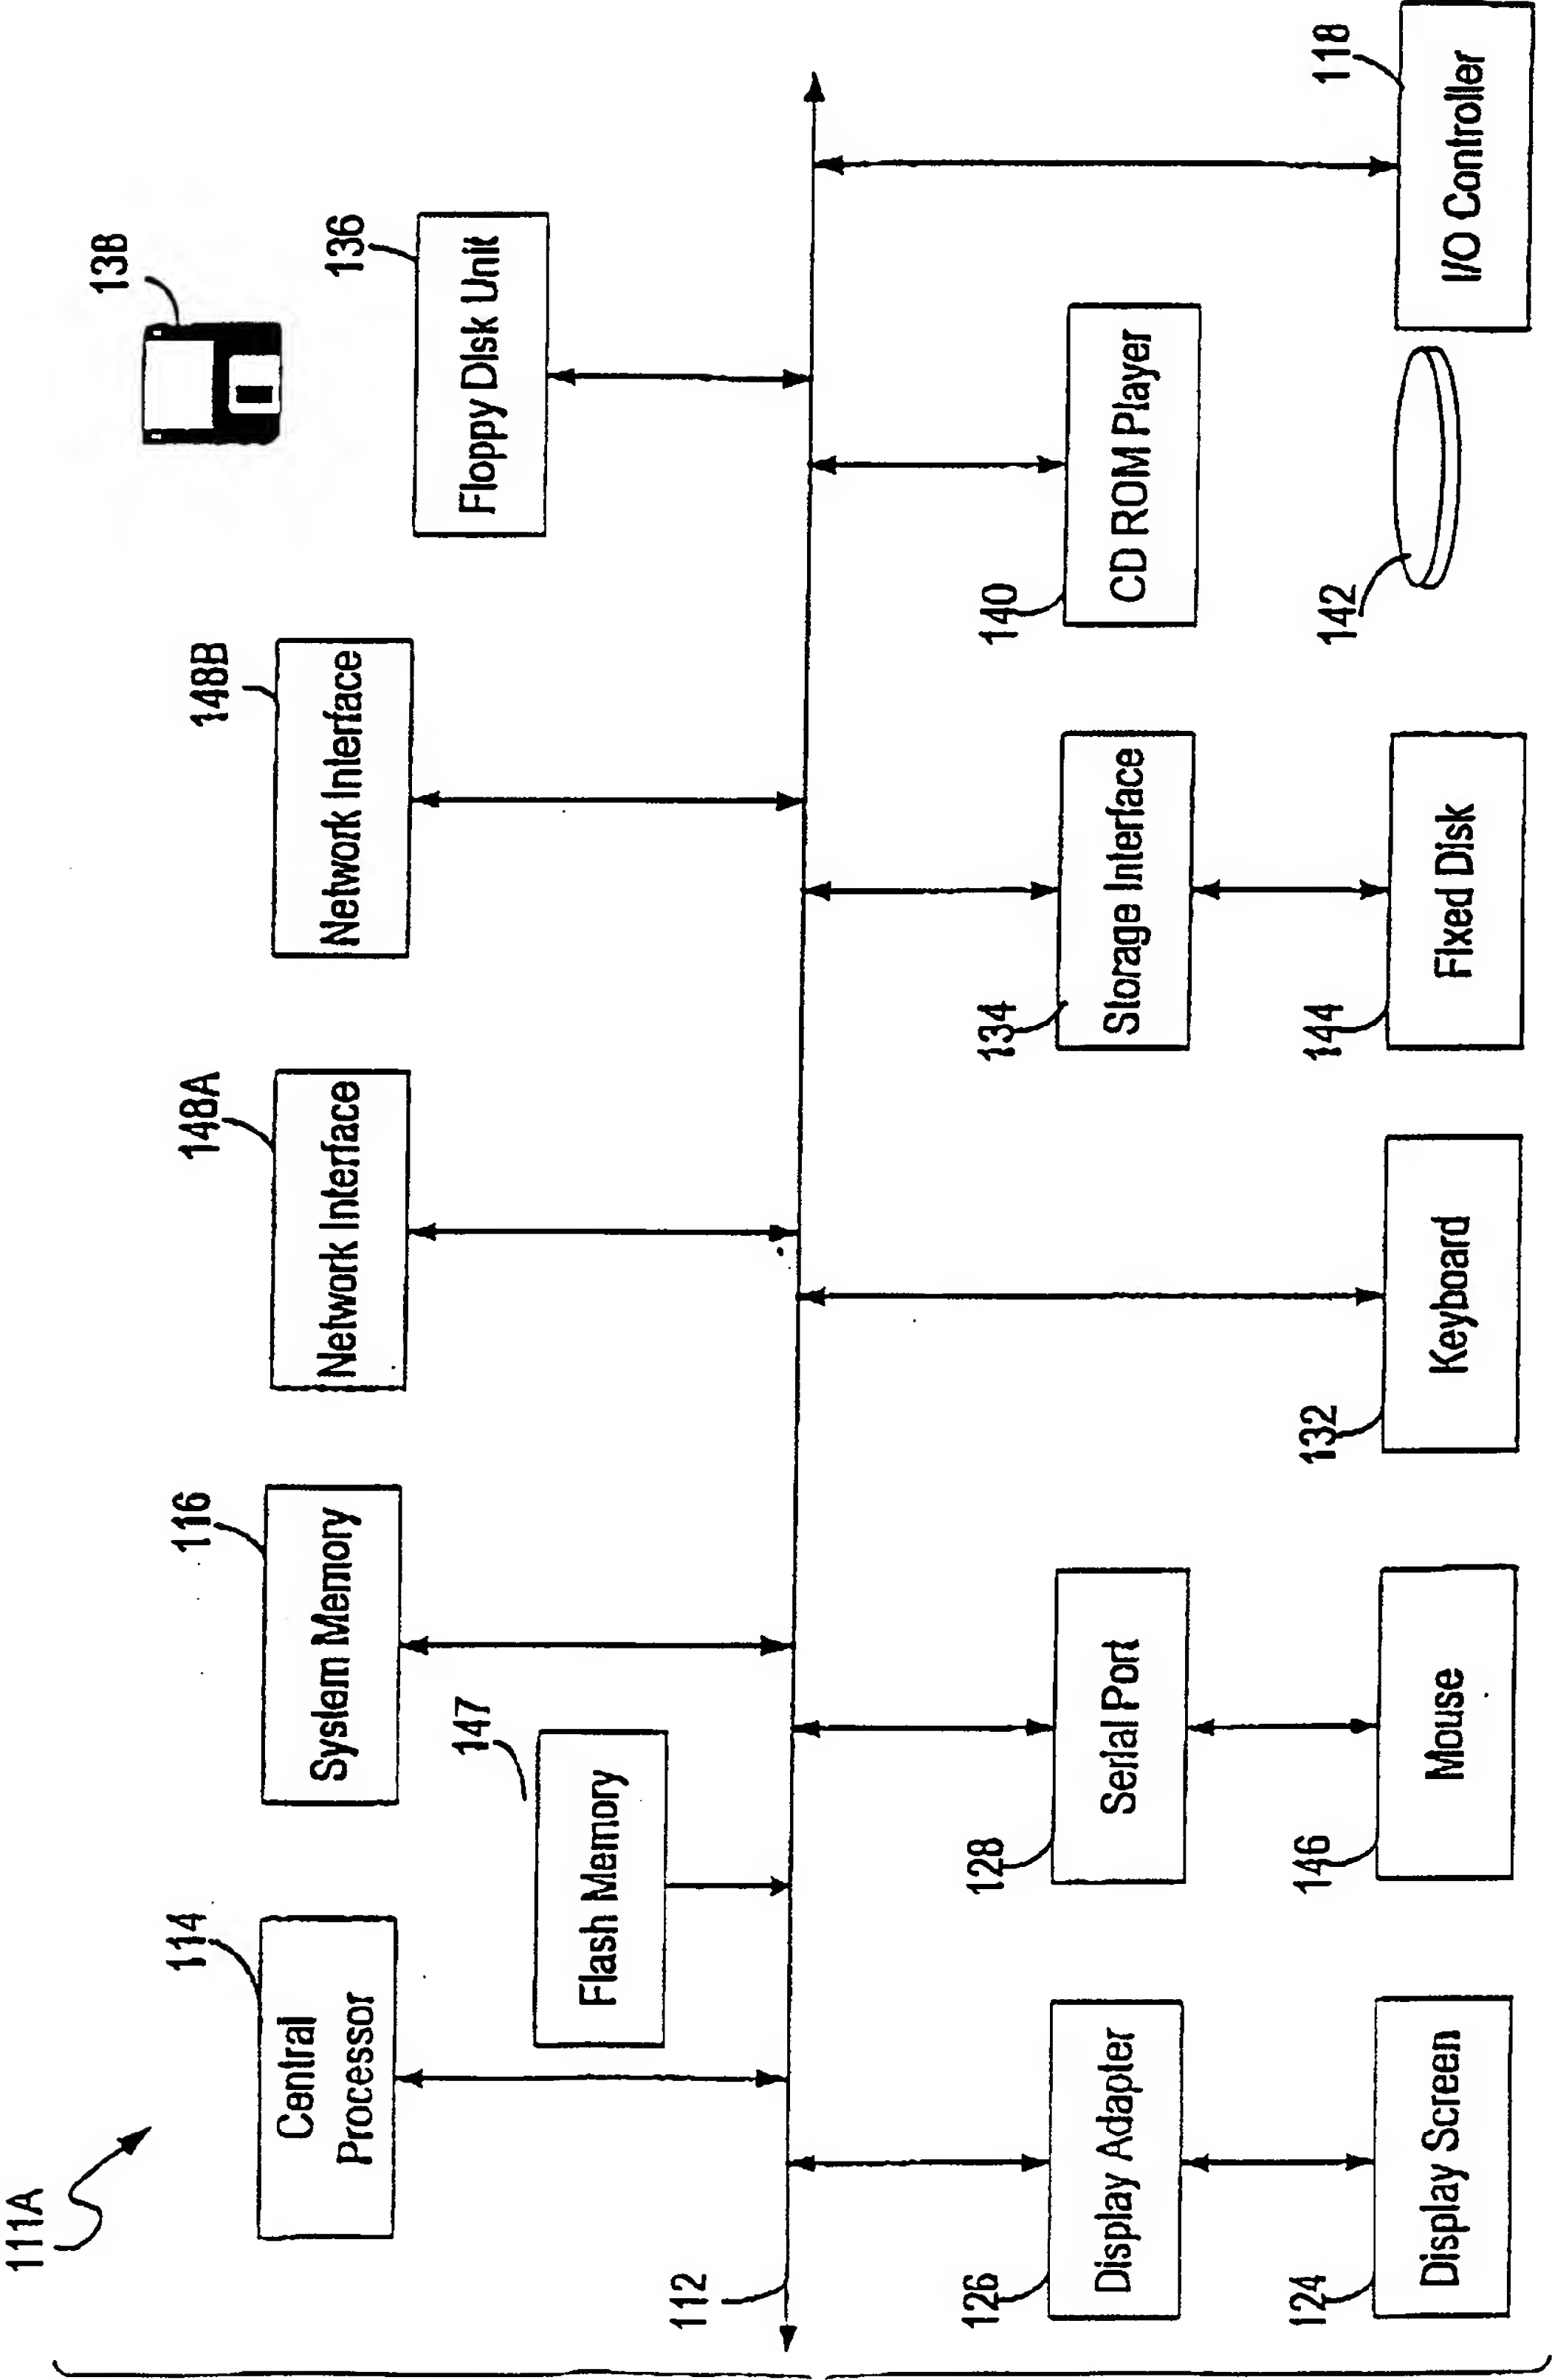 111A
114
Central
Processor
147
Flash Memory
116
System Memory
148A
Network Interface
148B
Network Interface
138
136
Floppy Disk Unit
112
126
Display Adapter
128
Serial Port
134
Storage Interface
140
CD ROM Player
124
Display Screen
146
Mouse
132
Keyboard
144
Fixed Disk
142
118
I/O Controller